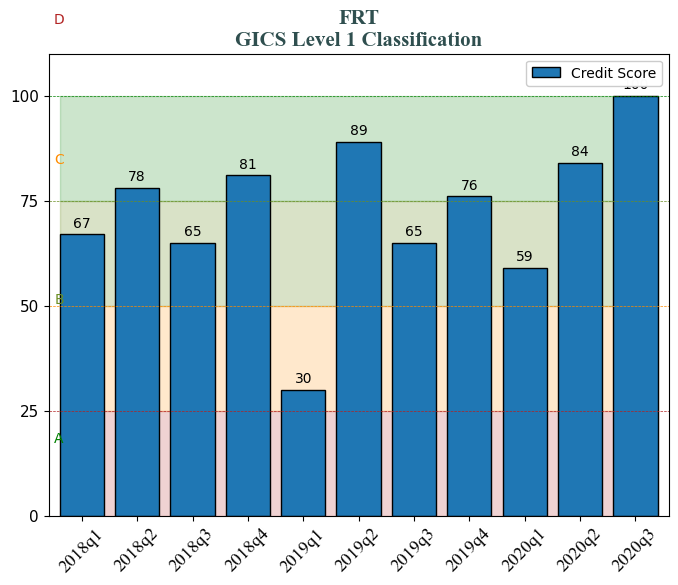 D
FRT
GICS Level 1 Classification
Credit Score
100
C
B
A
100
75
50
25
0
67
78
65
81
30
89
65
76
59
84
2018q1
2018q2
2018q3
2018q4
2019q1
2019q2
2019q3
2019q4
2020q1
2020q2
2020q3